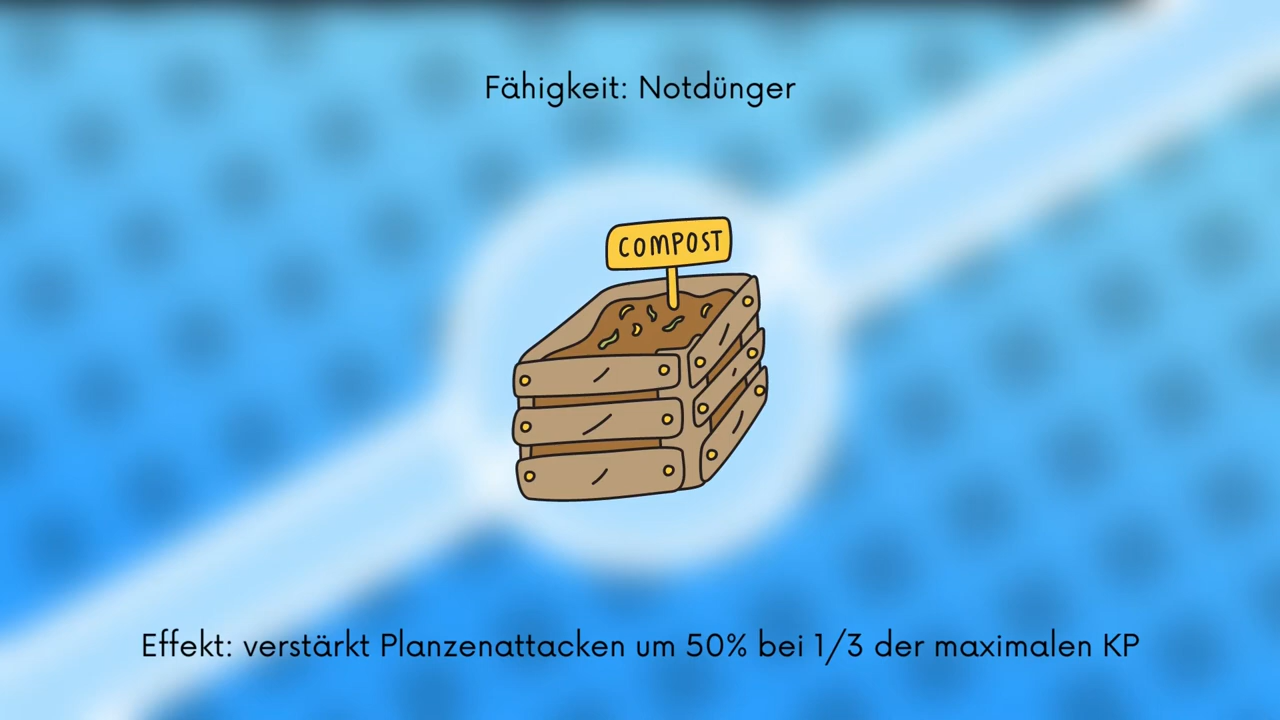 Fähigkeit: Notdünger
COMPOST
Effekt: verstärkt Planzenattacken um 50% bei 1/3 der maximalen KP